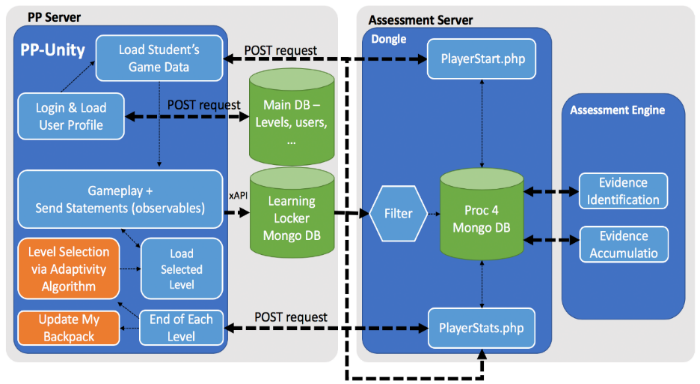 PP Server
Assessment Server
PP-Unity
Load Student's
Game Data
POST request
Dongle
PlayerStart.php
Login & Load
User Profile
POST request
Main DB –
Levels, users,
...
Assessment Engine
Gameplay +
Send Statements (observables)
xAPI
Learning
Locker
Mongo DB
Filter
Proc 4
Mongo DB
Evidence
Identification
Evidence
Accumulatio
Level Selection
via Adaptivity
Algorithm
Load
Selected
Level
Update My
Backpack
End of Each
Level
POST request
PlayerStats.php